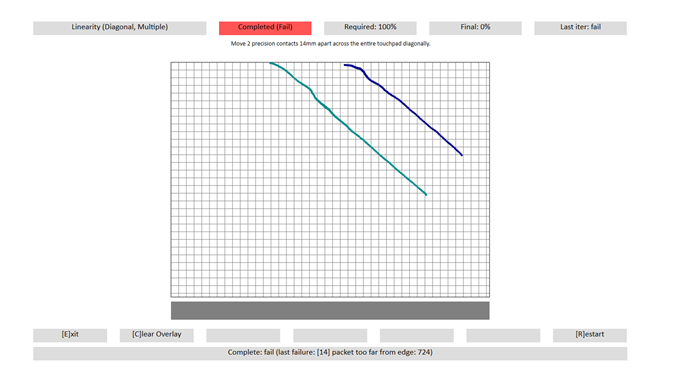 Linearity (Diagonal, Multiple)
Completed (Fail)
Required: 100%
Final: 0%
Last iter: fail
Move 2 precision contacts 14mm apart across the entire touchpad diagonally.
[E]xit
[C]lear Overlay
[R]estart
Complete: fail (last failure: [14] packet too far from edge: 724)